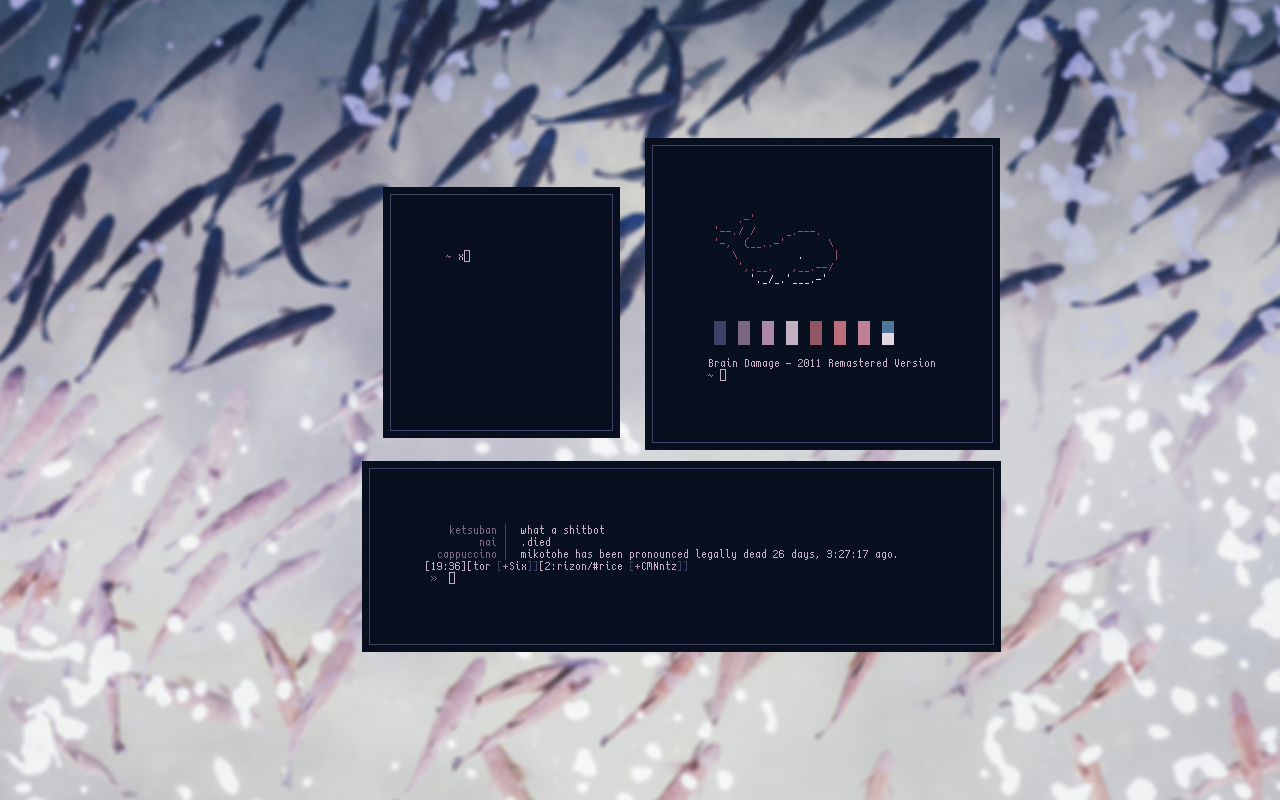 ~ x
Brain Damage - 2011 Remastered Version
~
ketsuban │ what a shitbot
nai │ .died
cappuccino │ mikotohe has been pronounced legally dead 26 days, 3:27:17 ago.
[19:36][tor [+Six]][2:rizon/#rice [+CMNntz]]
»